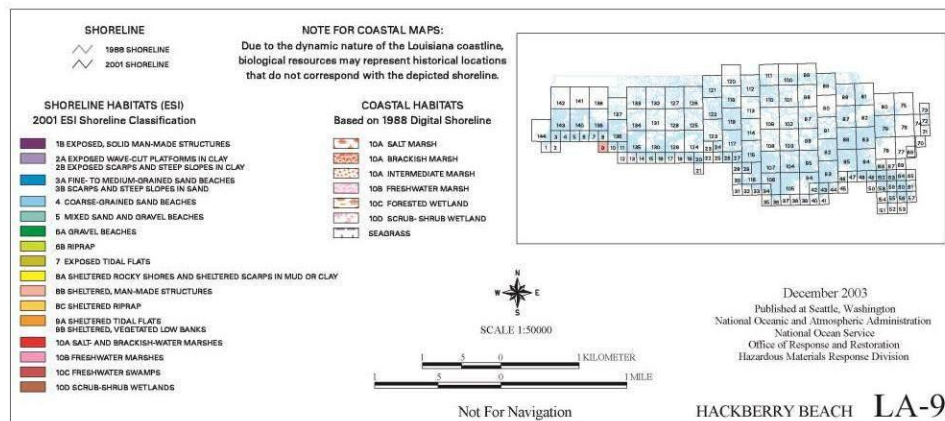 SHORELINE
1988 SHORELINE
2001 SHORELINE
NOTE FOR COASTAL MAPS:
Due to the dynamic nature of the Louisiana coastline,
biological resources may represent historical locations
that do not correspond with the depicted shoreline.
SHORELINE HABITATS (ESI)
2001 ESI Shoreline Classification
1B EXPOSED, SOLID MAN-MADE STRUCTURES
2A EXPOSED WAVE-CUT PLATFORMS IN CLAY
2B EXPOSED SCARPS AND STEEP SLOPES IN CLAY
3A FINE- TO MEDIUM-GRAINED SAND BEACHES
3B SCARPS AND STEEP SLOPES IN SAND
4 COARSE-GRAINED SAND BEACHES
5 MIXED SAND AND GRAVEL BEACHES
6A GRAVEL BEACHES
6B RIPRAP
7 EXPOSED TIDAL FLATS
8A SHELTERED ROCKY SHORES AND SHELTERED SCARPS IN MUD OR CLAY
8B SHELTERED, MAN-MADE STRUCTURES
8C SHELTERED RIPRAP
9A SHELTERED TIDAL FLATS
9B SHELTERED, VEGETATED LOW BANKS
10A SALT- AND BRACKISH-WATER MARSHES
10B FRESHWATER MARSHES
10C FRESHWATER SWAMPS
10D SCRUB-SHRUB WETLANDS
COASTAL HABITATS
Based on 1988 Digital Shoreline
10A SALT MARSH
10A BRACKISH MARSH
10A INTERMEDIATE MARSH
10B FRESHWATER MARSH
10C FORESTED WETLAND
10D SCRUB- SHRUB WETLAND
SEAGRASS
N
W E
S
SCALE 1:50000
1 .5 0 1 KILOMETER
1 .5 0 1 MILE
Not For Navigation
December 2003
Published at Seattle, Washington
National Oceanic and Atmospheric Administration
National Ocean Service
Office of Response and Restoration
Hazardous Materials Response Division
HACKBERRY BEACH LA-9